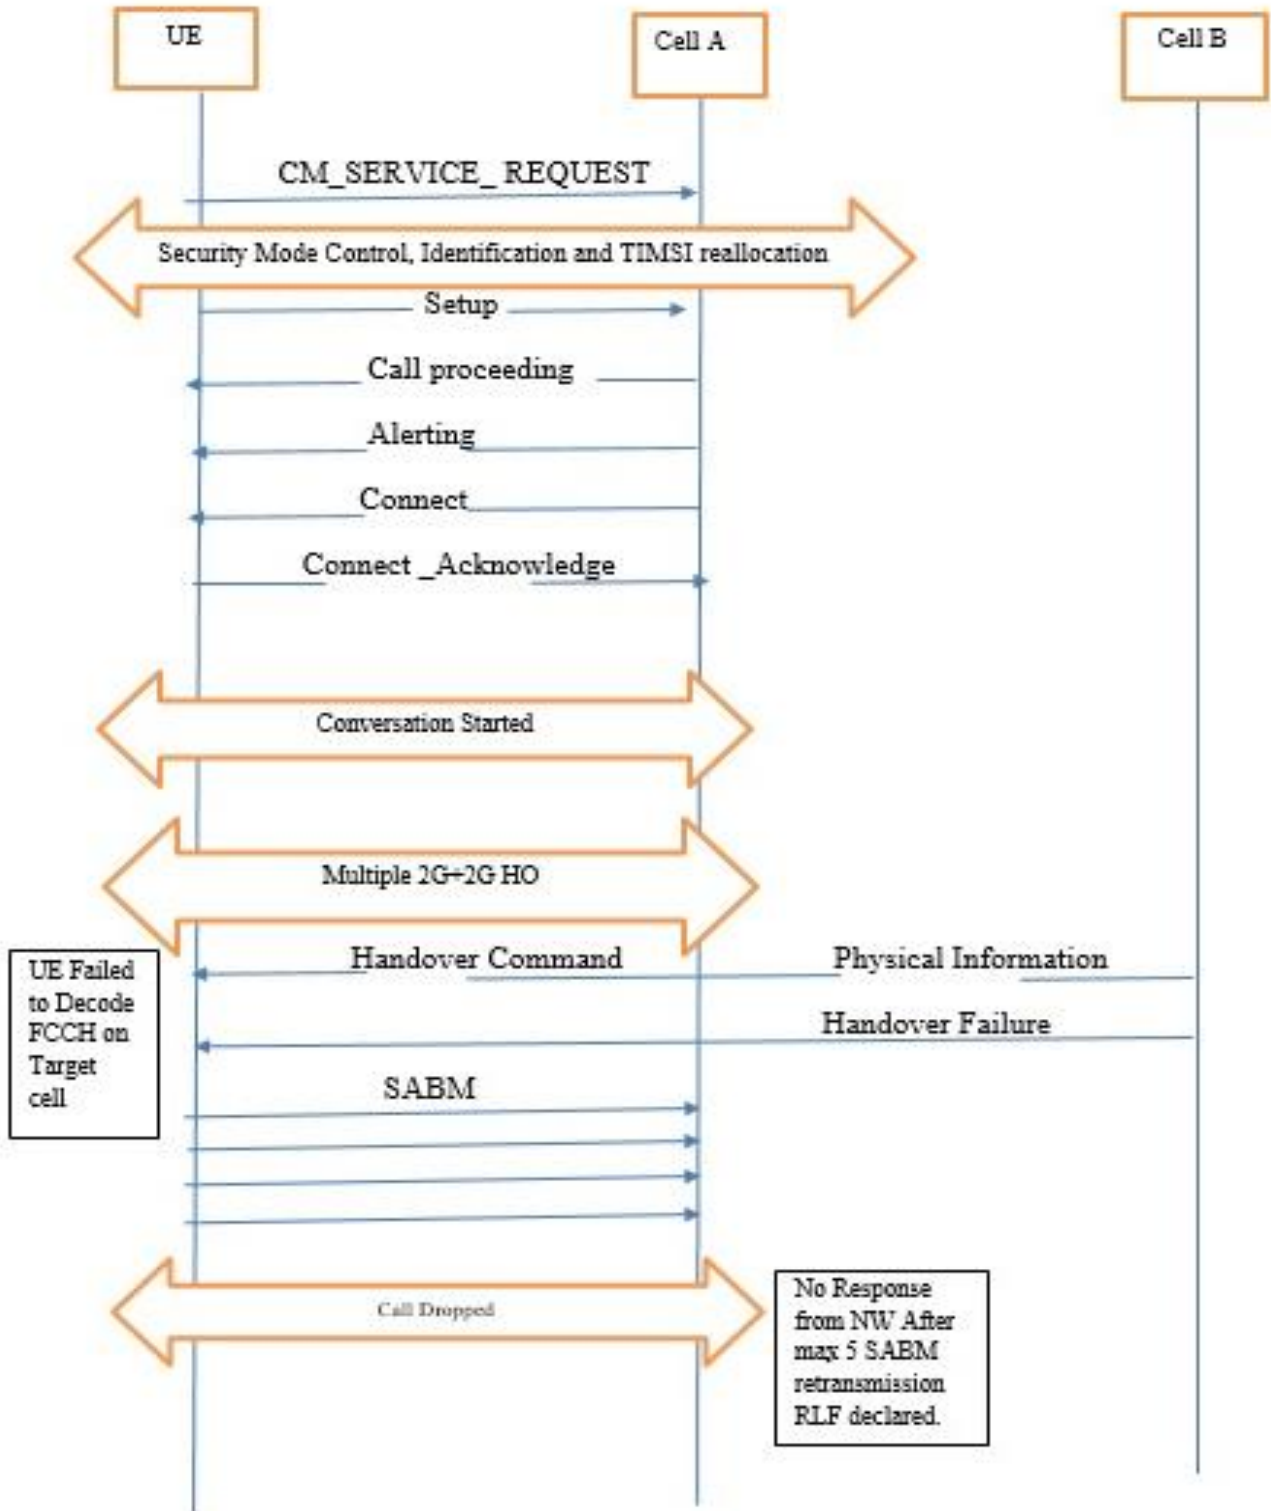 UE
Cell A
Cell B
CM_SERVICE_ REQUEST
Security Mode Control, Identification and TIMSI reallocation
Setup
Call proceeding
Alerting
Connect
Connect _Acknowledge
Conversation Started
Multiple 2G+2G HO
Handover Command
Physical Information
UE Failed
to Decode
FCCH on
Target
cell
Handover Failure
SABM
Call Dropped
No Response
from NW After
max 5 SABM
retransmission
RLF declared.